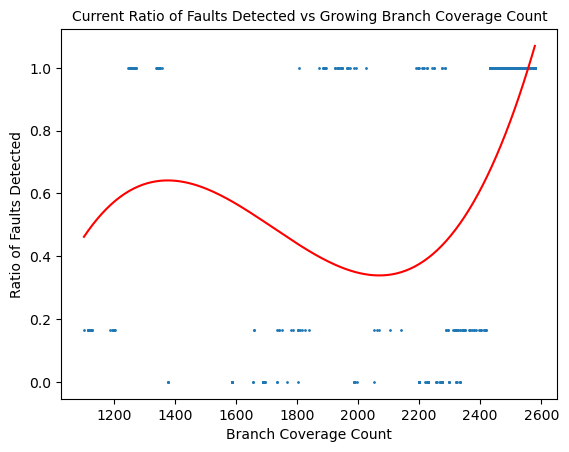 Current Ratio of Faults Detected vs Growing Branch Coverage Count
Ratio of Faults Detected
1.0
0.8
0.6
0.4
0.2
0.0
1200 1400 1600 1800 2000 2200 2400 2600
Branch Coverage Count